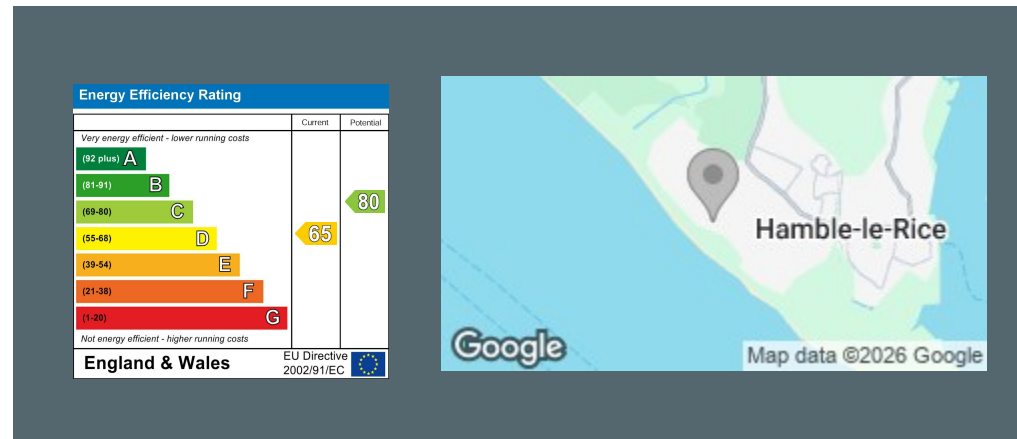 Energy Efficiency Rating
Current Potential
Very energy efficient - lower running costs
(92 plus) A
(81-91) B
(69-80) C
(55-68) D
(39-54) E
(21-38) F
(1-20) G
80
65
Not energy efficient - higher running costs
England & Wales
EU Directive
2002/91/EC
Hamble-le-Rice
Google
Map data ©2026 Google